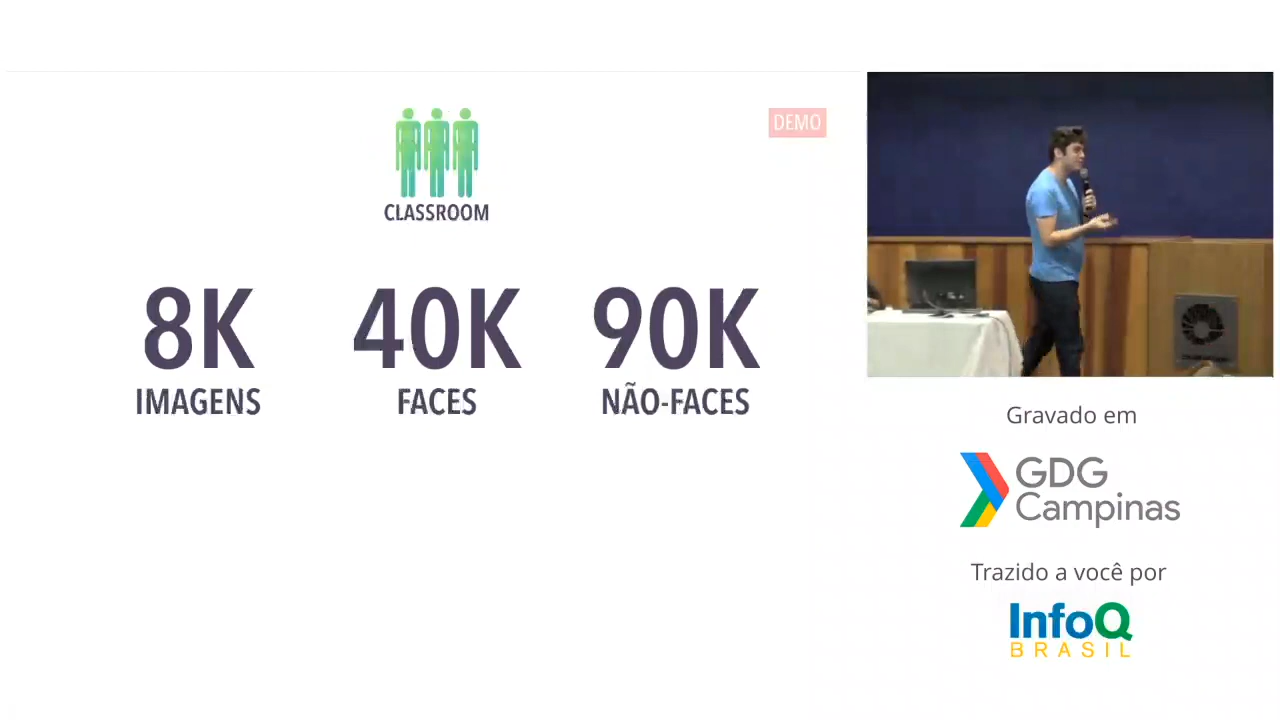 DEMO
CLASSROOM
8K 40K 90K
IMAGENS FACES NÃO-FACES
Gravado em
GDG
Campinas
Trazido a você por
InfoQ
BRASIL